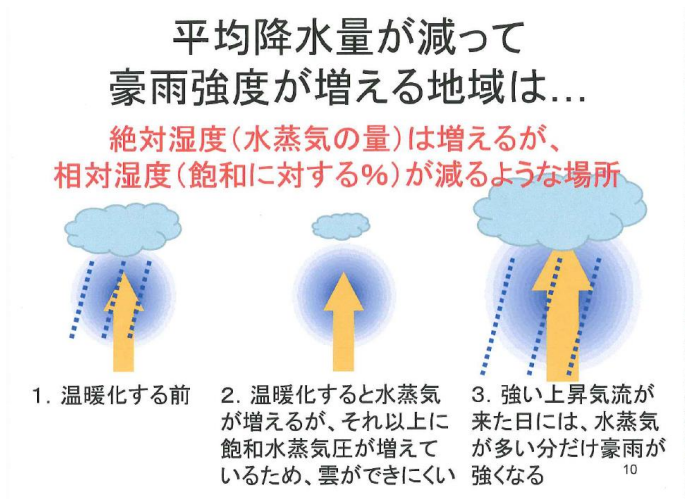 平均降水量が減って
豪雨強度が増える地域は…
絶対湿度（水蒸気の量）は増えるが、
相対湿度（飽和に対する％）が減るような場所
1．温暖化する前
2．温暖化すると水蒸気
が増えるが、それ以上に
飽和水蒸気圧が増えて
いるため、雲ができにくい
3．強い上昇気流が
来た日には、水蒸気
が多い分だけ豪雨が
強くなる
10